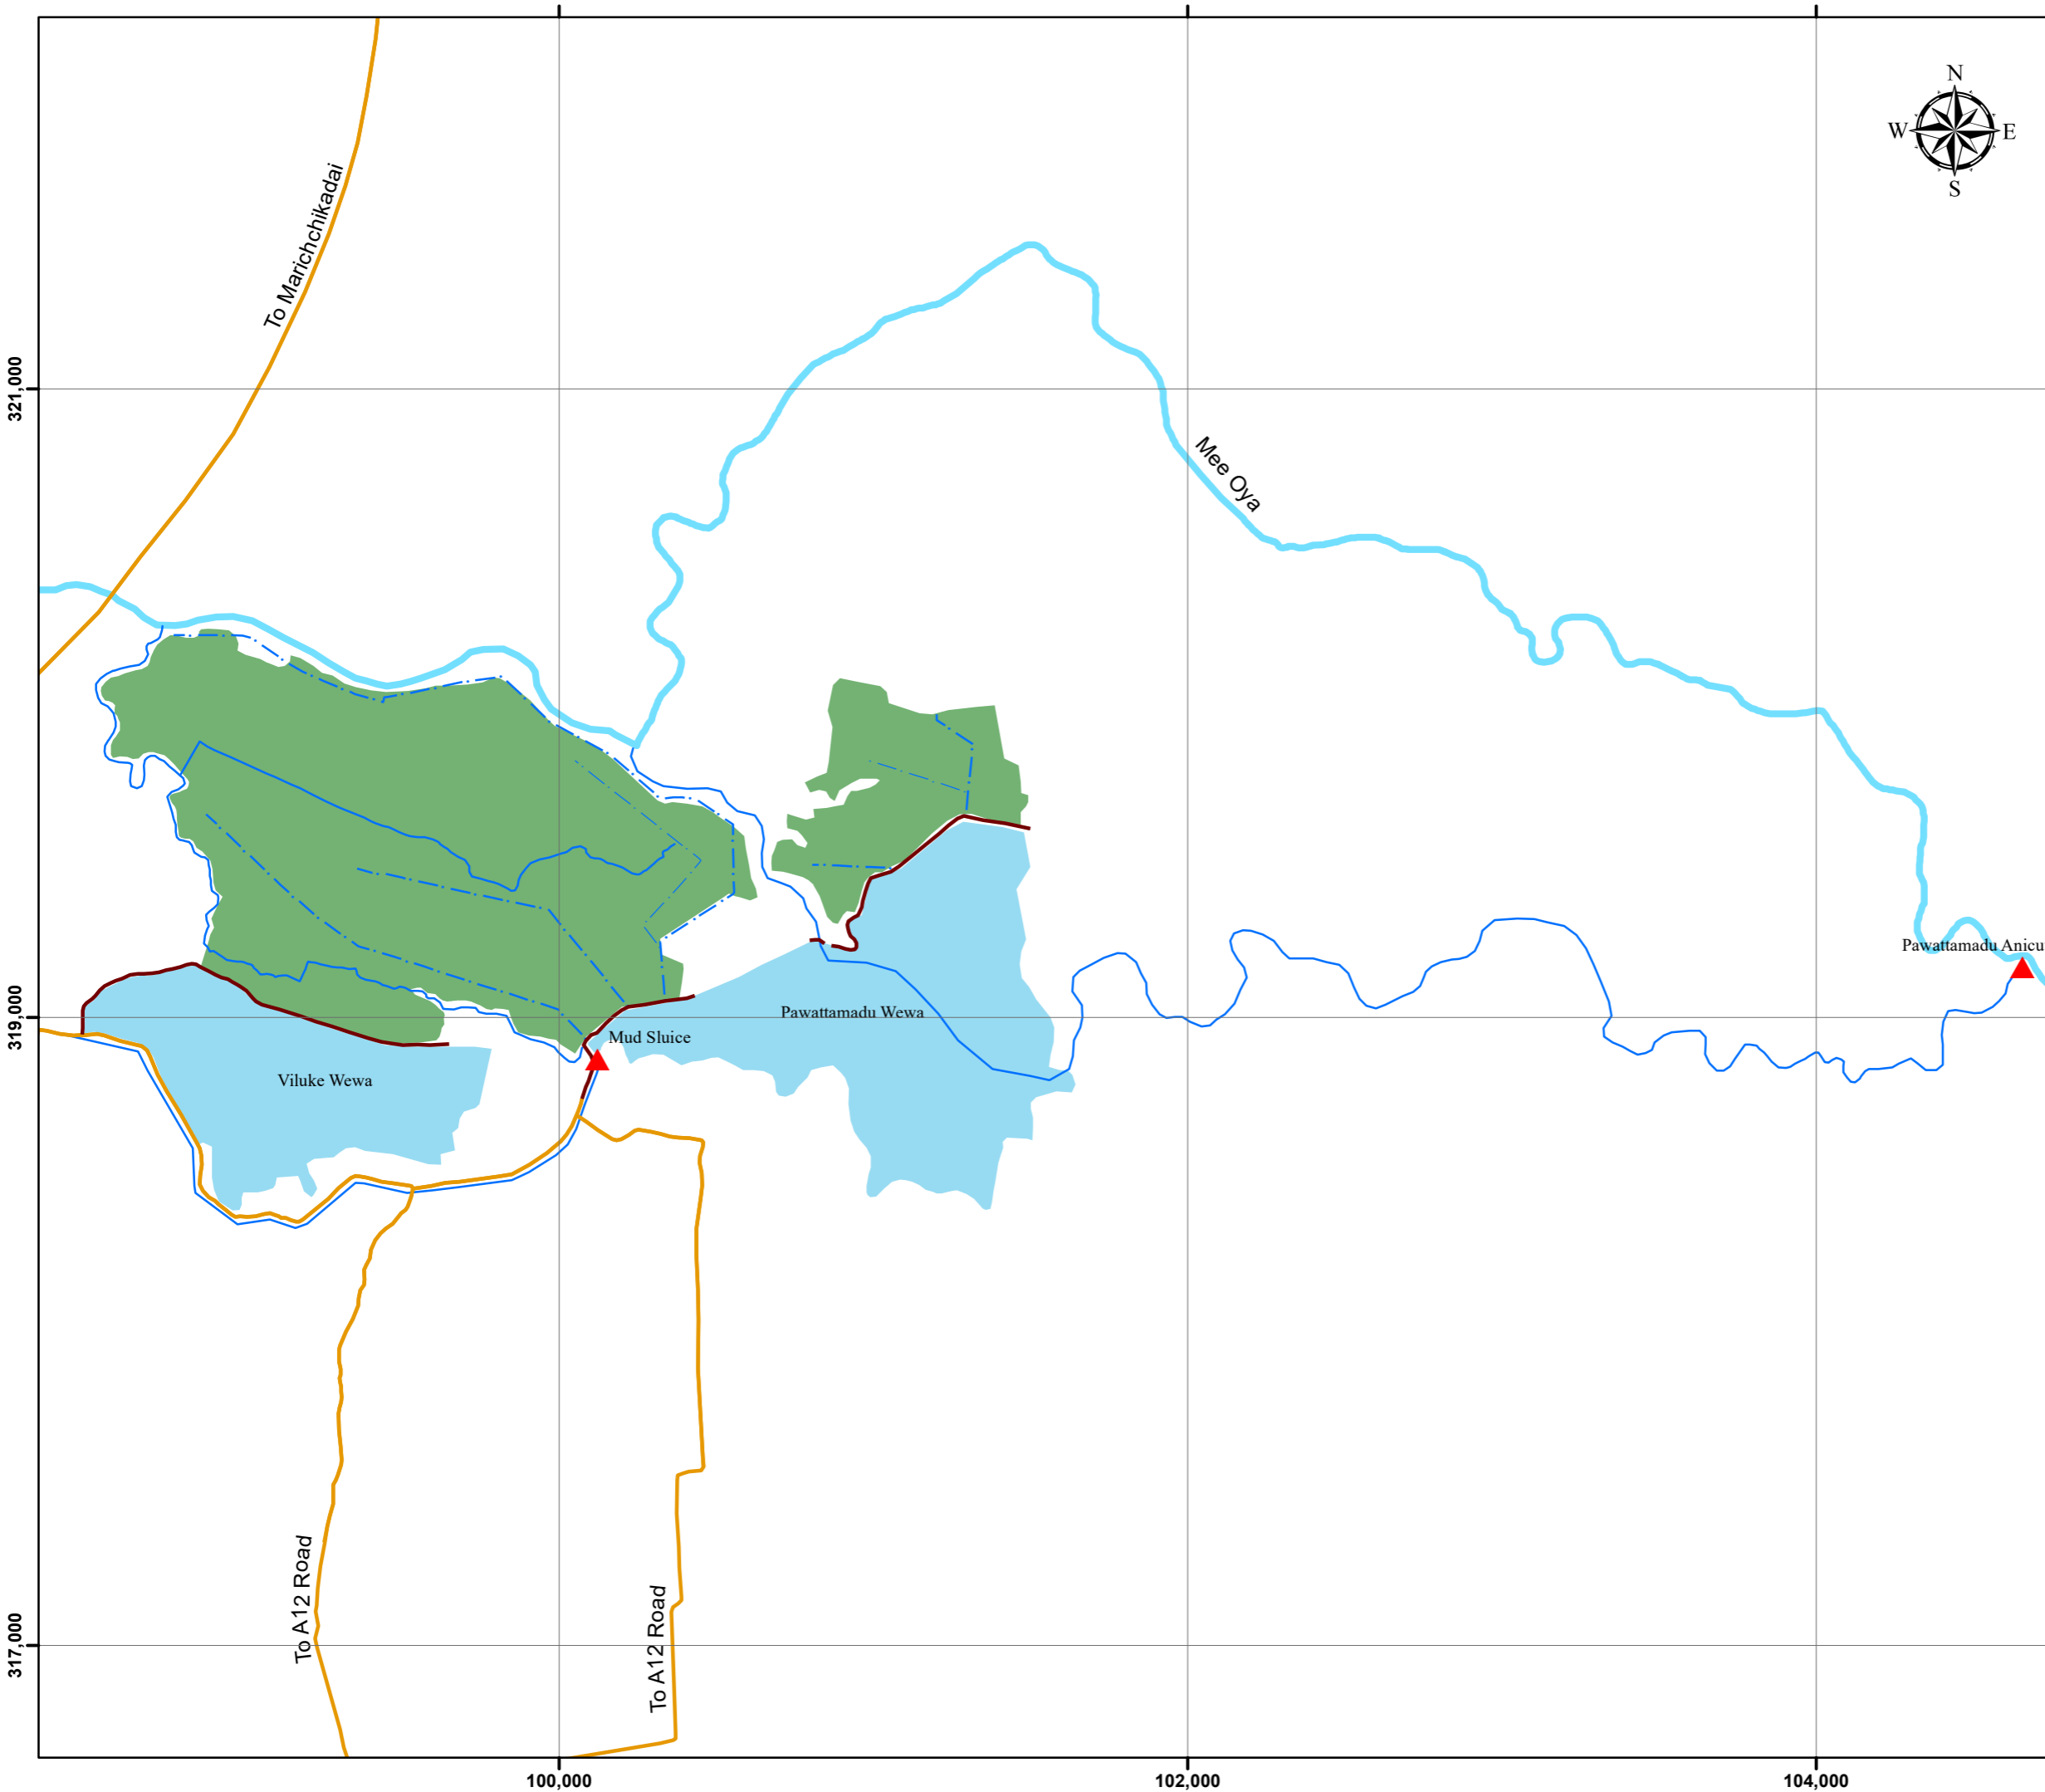 N
W E
S
To Marichchikadai
321,000
Mee Oya
Pawattamadu Anicu
319,000
Pawattamadu Wewa
Mud Sluice
Viluke Wewa
To A12 Road
To A12 Road
317,000
100,000
102,000
104,000